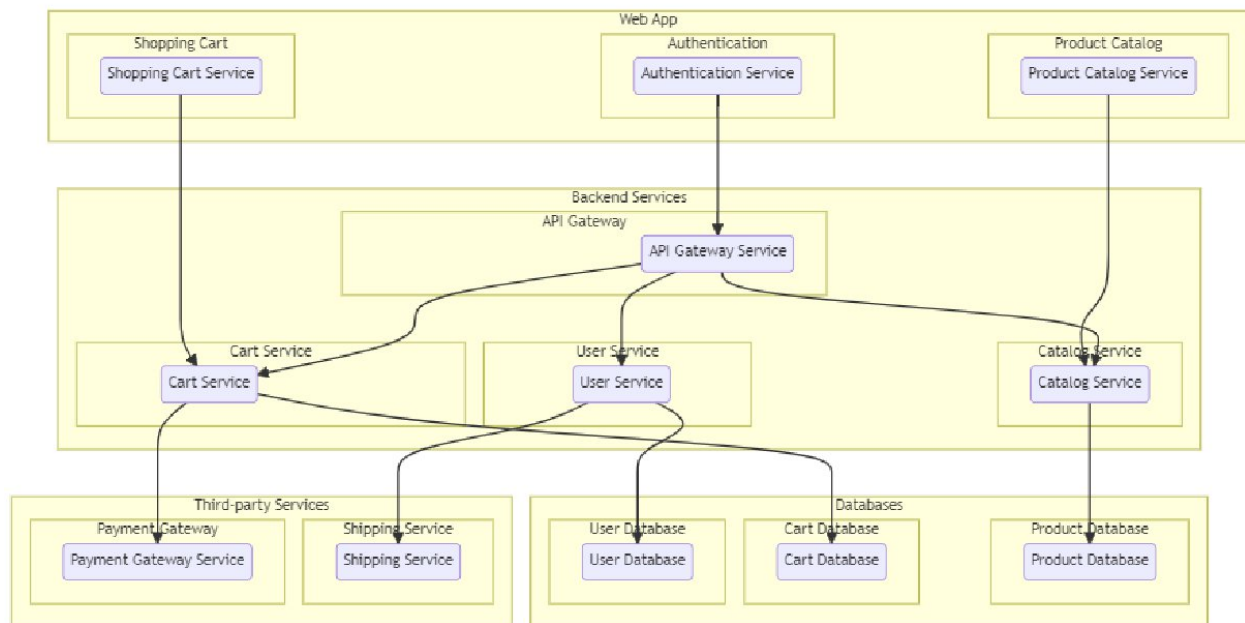 Web App
Shopping Cart
Authentication
Product Catalog
Shopping Cart Service
Authentication Service
Product Catalog Service
Backend Services
API Gateway
API Gateway Service
Cart Service
User Service
Catalog Service
Cart Service
User Service
Catalog Service
Third-party Services
Databases
Payment Gateway
Shipping Service
User Database
Cart Database
Product Database
Payment Gateway Service
Shipping Service
User Database
Cart Database
Product Database